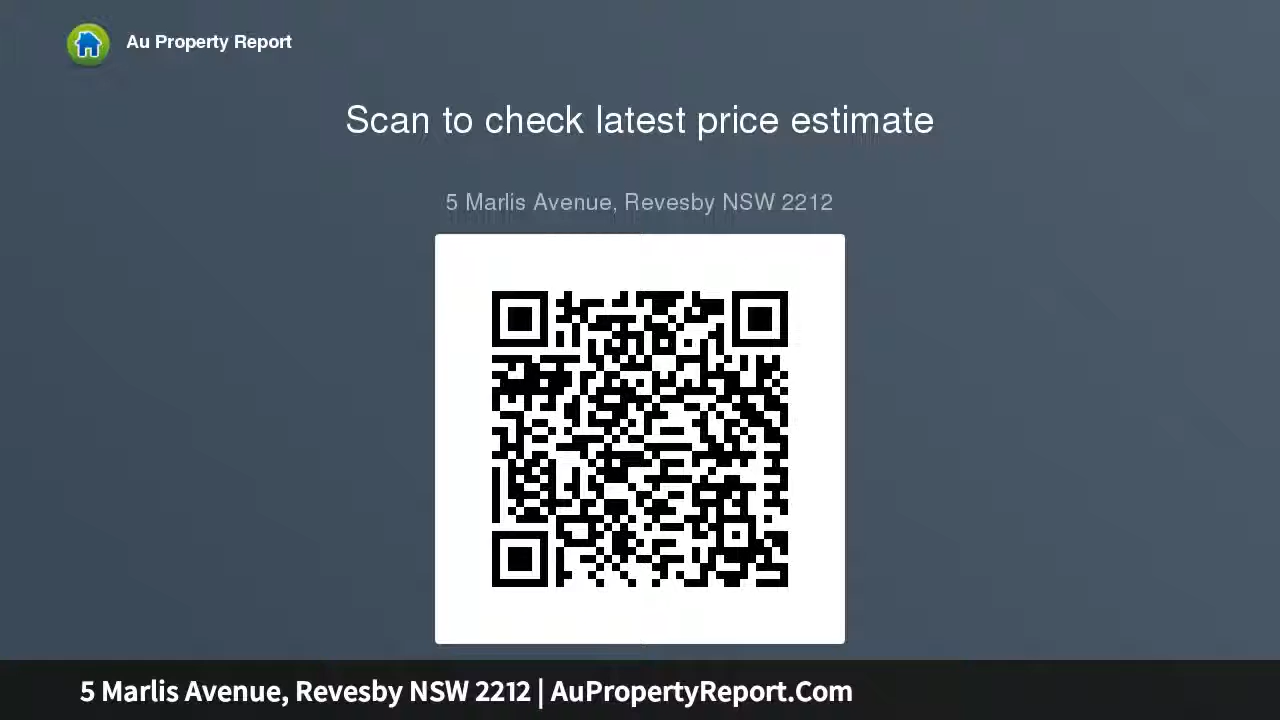 Au Property Report
Scan to check latest price estimate
5 Marlis Avenue, Revesby NSW 2212
5 Marlis Avenue, Revesby NSW 2212 | AuPropertyReport.Com